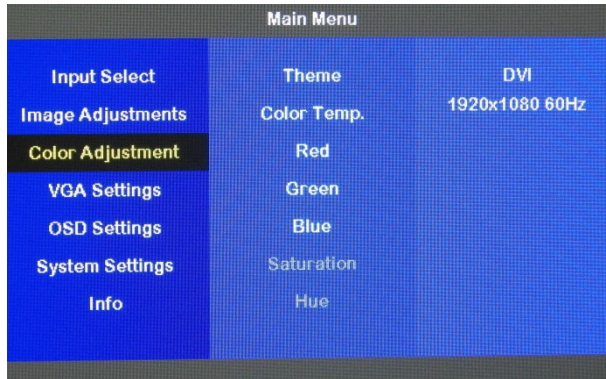 Main Menu
Input Select
Image Adjustments
Color Adjustment
VGA Settings
OSD Settings
System Settings
Info
Theme
Color Temp.
Red
Green
Blue
Saturation
Hue
DVI
1920x1080 60Hz